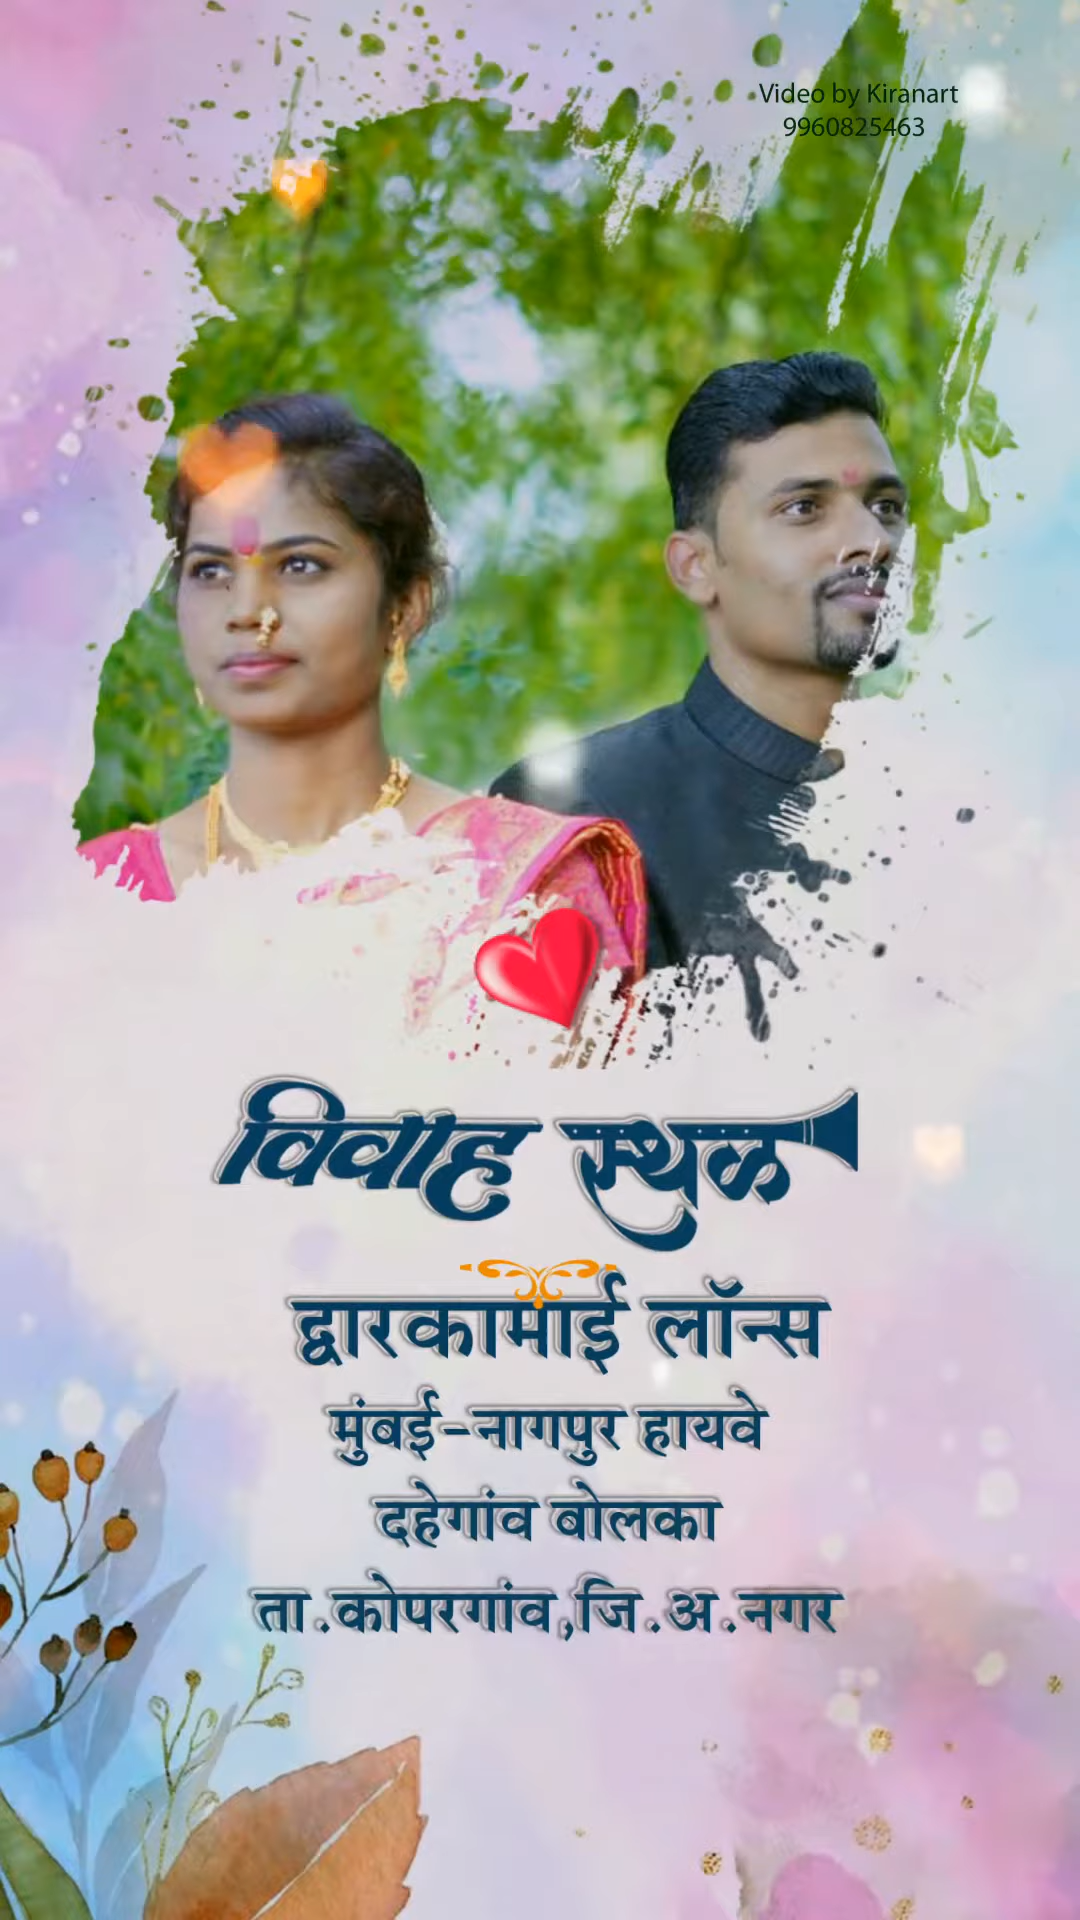 Video by Kiranart
9960825463
विवाह स्थळ
द्वारकामाई लॉन्स
मुंबई-नागपुर हायवे
दहेगांव बोलका
ता.कोपरगांव,जि.अ.नगर